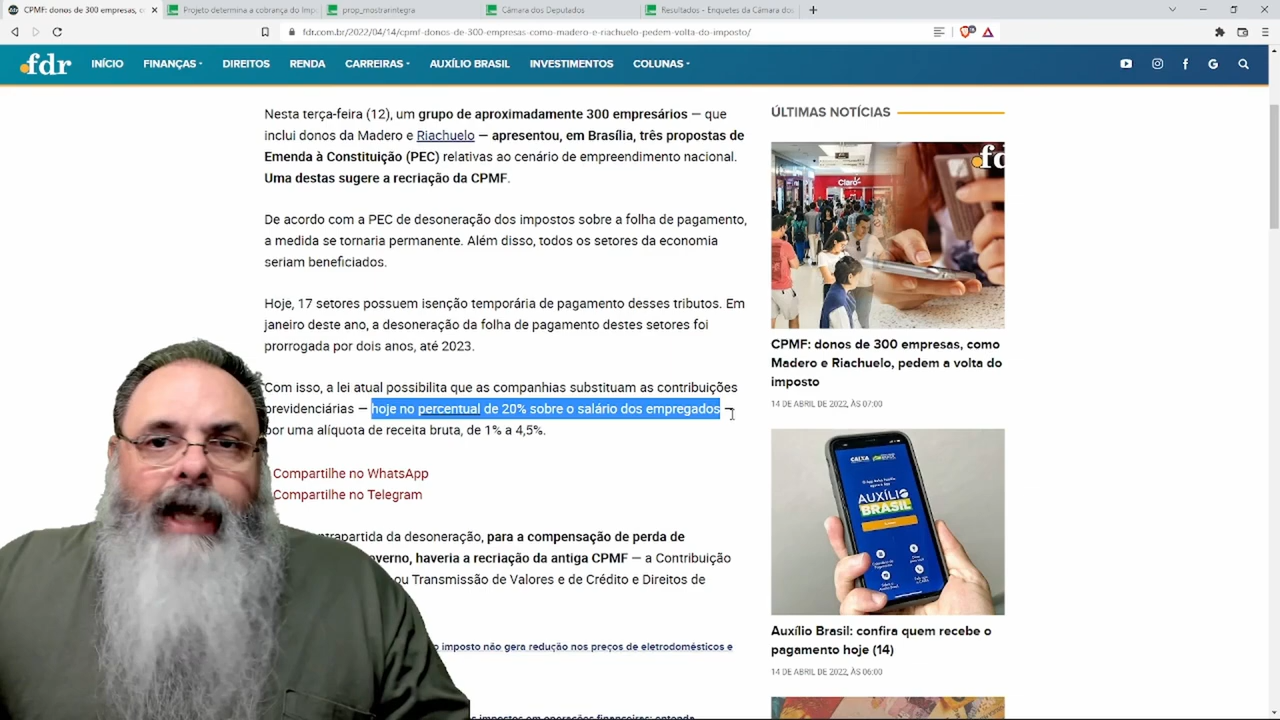 CPMF: donos de 300 empresas, c
Projeto determina a cobrança do Imp
prop_mostrarintegra
Câmara dos Deputados
Resultados - Enquetes da Câmara dos
fdr.com.br/2022/04/14/cpmf-donos-de-300-empresas-como-madero-e-riachuelo-pedem-volta-do-imposto/
.fdr INÍCIO FINANÇAS DIREITOS RENDA CARREIRAS AUXÍLIO BRASIL INVESTIMENTOS COLUNAS
Nesta terça-feira (12), um grupo de aproximadamente 300 empresários — que
inclui donos da Madero e Riachuelo — apresentou, em Brasília, três propostas de
Emenda à Constituição (PEC) relativas ao cenário de empreendimento nacional.
Uma destas sugere a recriação da CPMF.
De acordo com a PEC de desoneração dos impostos sobre a folha de pagamento,
a medida se tornaria permanente. Além disso, todos os setores da economia
seriam beneficiados.
Hoje, 17 setores possuem isenção temporária de pagamento desses tributos. Em
janeiro deste ano, a desoneração da folha de pagamento destes setores foi
prorrogada por dois anos, até 2023.
Com isso, a lei atual possibilita que as companhias substituam as contribuições
previdenciárias — hoje no percentual de 20% sobre o salário dos empregados —
por uma alíquota de receita bruta, de 1% a 4,5%.
Compartilhe no WhatsApp
Compartilhe no Telegram
da desoneração, para a compensação de perda de
haveria a recriação da antiga CPMF — a Contribuição
ou Transmissão de Valores e de Crédito e Direitos de
imposto não gera redução nos preços de eletrodomésticos e
impostos em operações financeiras: entenda
ÚLTIMAS NOTÍCIAS
Claro
fd
CPMF: donos de 300 empresas, como
Madero e Riachuelo, pedem a volta do
imposto
14 DE ABRIL DE 2022, ÀS 07:00
CAIXA
AUXÍLIO
BRASIL
Auxílio Brasil: confira quem recebe o
pagamento hoje (14)
14 DE ABRIL DE 2022, ÀS 06:00